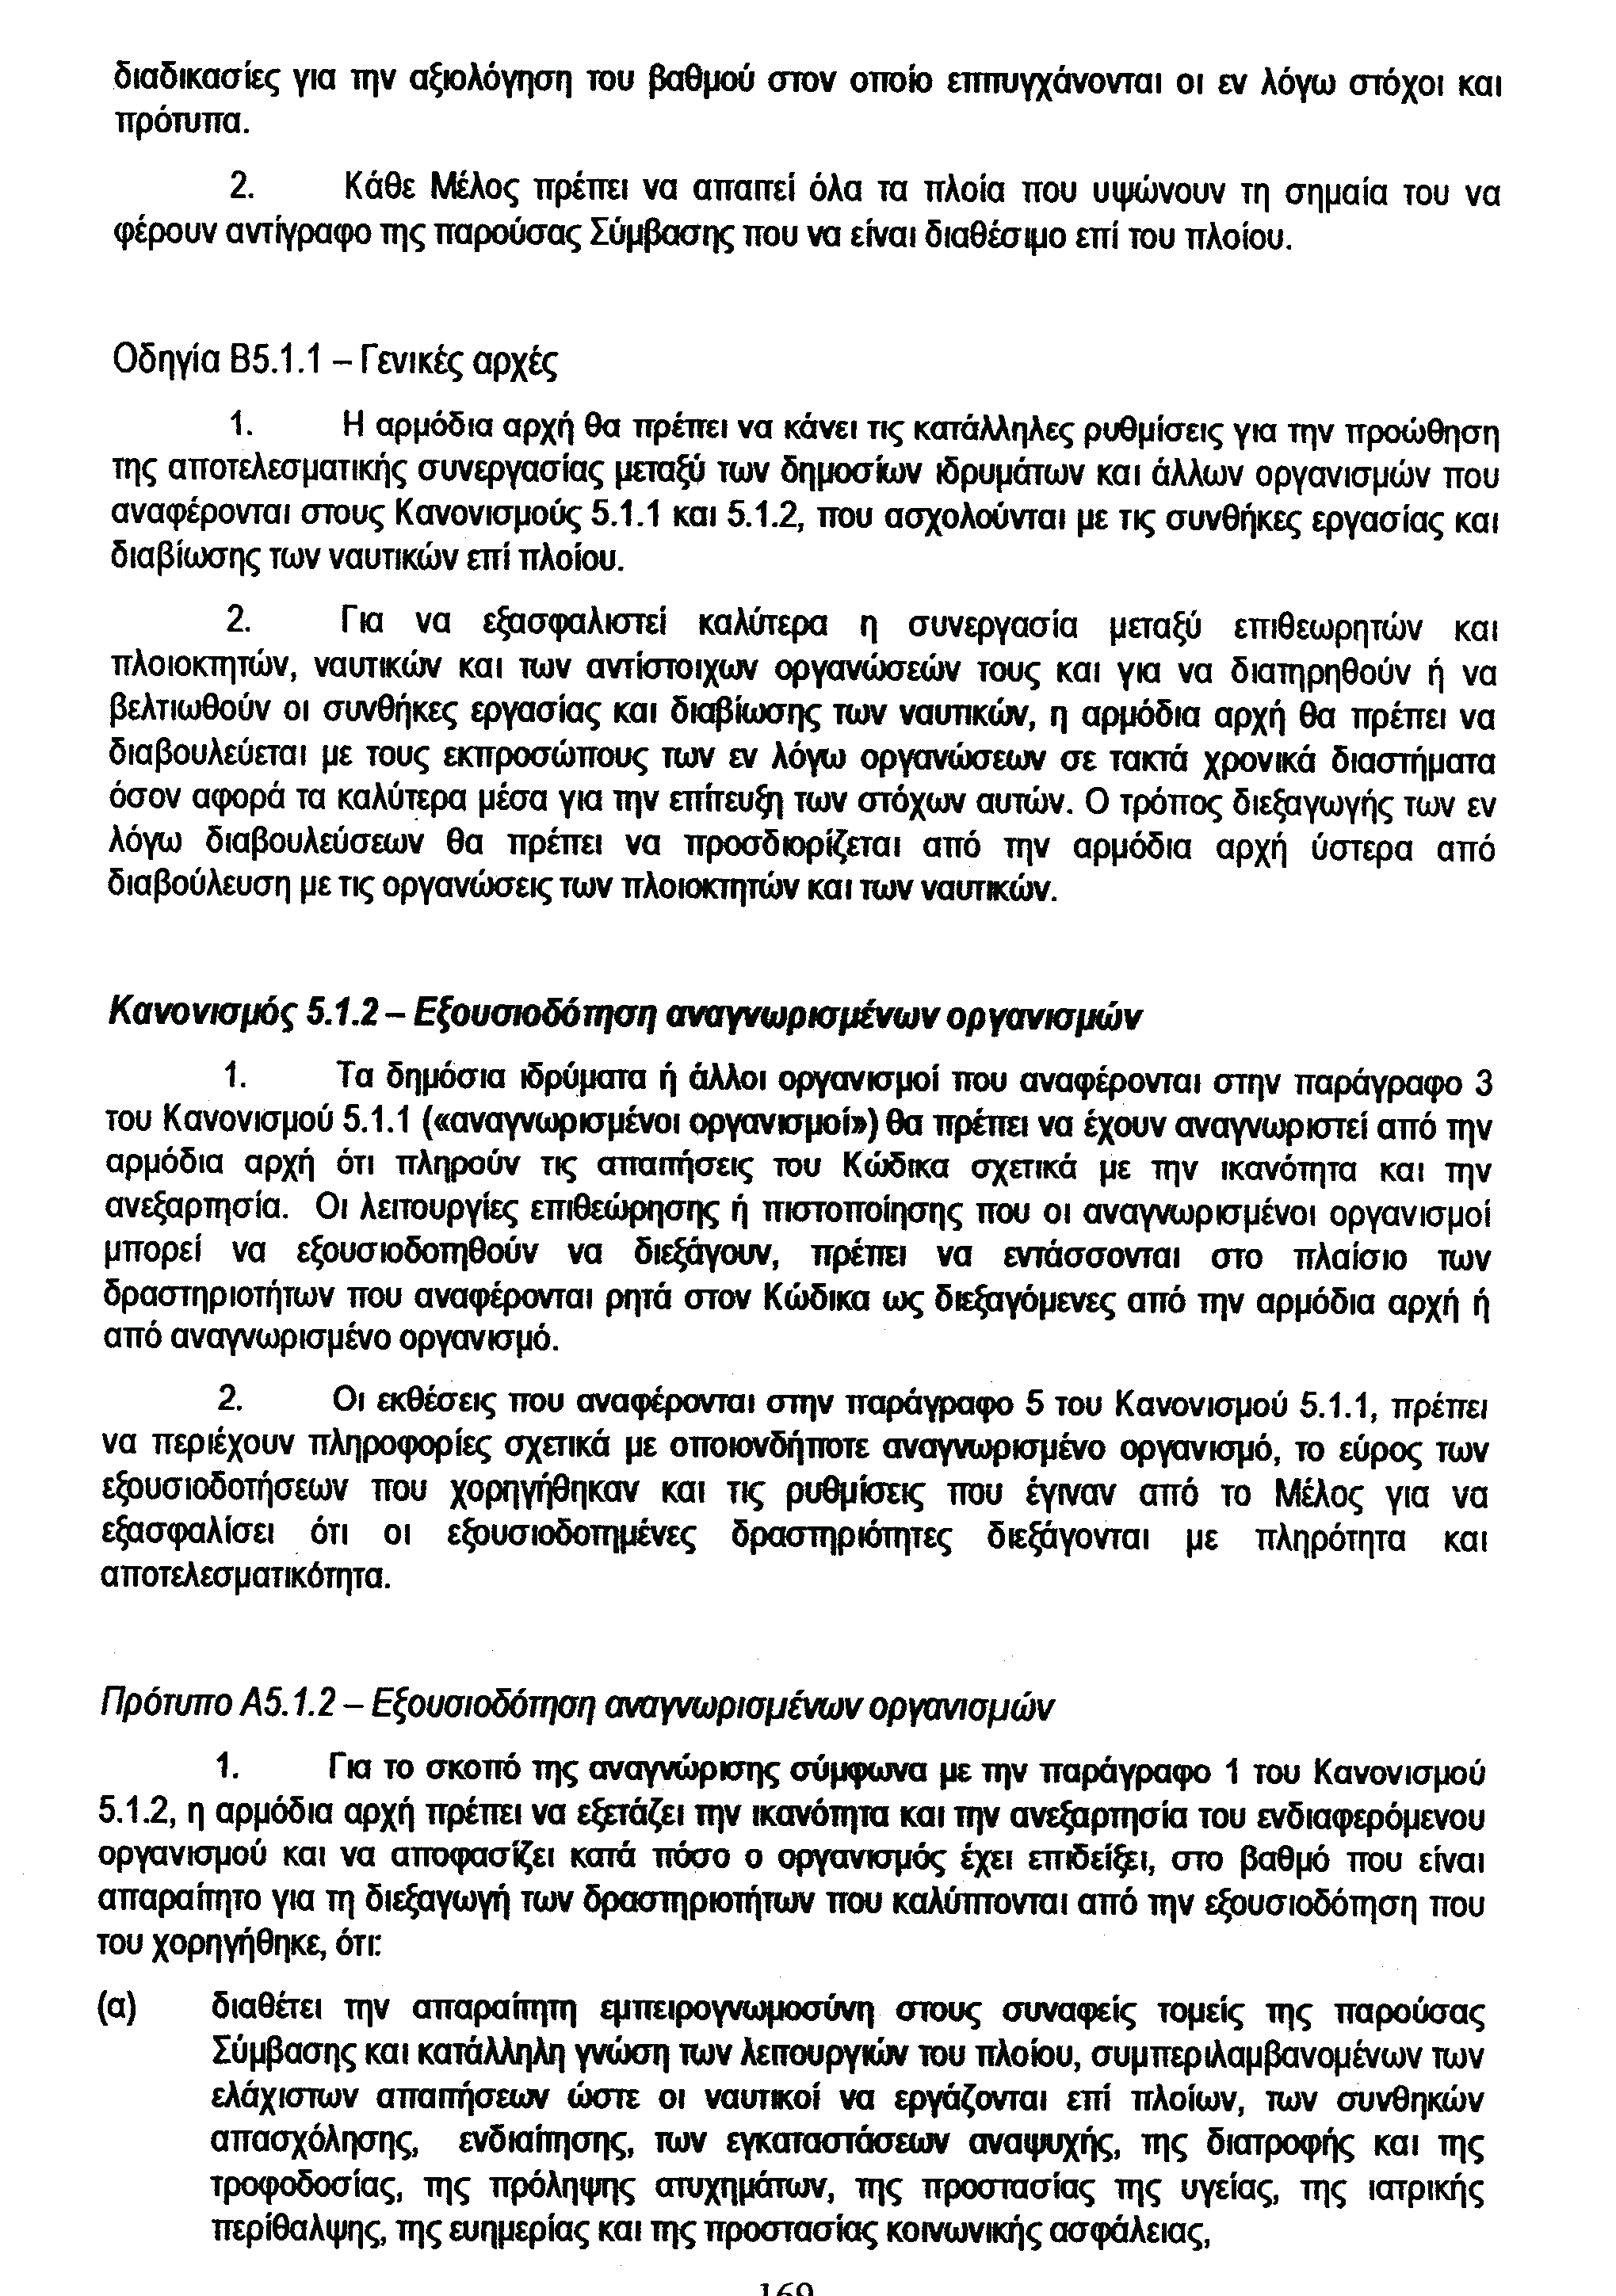 διαδικασίες για την αξιολόγηση του βαθμού στον οποίο επιτυγχάνονται οι εν λόγω στόχοι και
πρότυπα.
2. Κάθε Μέλος πρέπει να απαιτεί όλα τα πλοία που υψώνουν τη σημαία του να
φέρουν αντίγραφο της παρούσας Σύμβασης που να είναι διαθέσιμο επί του πλοίου.
Οδηγία Β5.1.1 – Γενικές αρχές
1. Η αρμόδια αρχή θα πρέπει να κάνει τις κατάλληλες ρυθμίσεις για την προώθηση
της αποτελεσματικής συνεργασίας μεταξύ των δημοσίων ιδρυμάτων και άλλων οργανισμών που
αναφέρονται στους Κανονισμούς 5.1.1 και 5.1.2, που ασχολούνται με τις συνθήκες εργασίας και
διαβίωσης των ναυτικών επί πλοίου.
2. Για να εξασφαλιστεί καλύτερα η συνεργασία μεταξύ επιθεωρητών και
πλοιοκτητών, ναυτικών και των αντίστοιχων οργανώσεών τους και για να διατηρηθούν ή να
βελτιωθούν οι συνθήκες εργασίας και διαβίωσης των ναυτικών, η αρμόδια αρχή θα πρέπει να
διαβουλεύεται με τους εκπροσώπους των εν λόγω οργανώσεων σε τακτά χρονικά διαστήματα
όσον αφορά τα καλύτερα μέσα για την επίτευξη των στόχων αυτών. Ο τρόπος διεξαγωγής των εν
λόγω διαβουλεύσεων θα πρέπει να προσδιορίζεται από την αρμόδια αρχή ύστερα από
διαβούλευση με τις οργανώσεις των πλοιοκτητών και των ναυτικών.
Κανονισμός 5.1.2 – Εξουσιοδότηση αναγνωρισμένων οργανισμών
1. Τα δημόσια ιδρύματα ή άλλοι οργανισμοί που αναφέρονται στην παράγραφο 3
του Κανονισμού 5.1.1 («αναγνωρισμένοι οργανισμοί») θα πρέπει να έχουν αναγνωριστεί από την
αρμόδια αρχή ότι πληρούν τις απαιτήσεις του Κώδικα σχετικά με την ικανότητα και την
ανεξαρτησία. Οι λειτουργίες επιθεώρησης ή πιστοποίησης που οι αναγνωρισμένοι οργανισμοί
μπορεί να εξουσιοδοτηθούν να διεξάγουν, πρέπει να εντάσσονται στο πλαίσιο των
δραστηριοτήτων που αναφέρονται ρητά στον Κώδικα ως διεξαγόμενες από την αρμόδια αρχή ή
από αναγνωρισμένο οργανισμό.
2. Οι εκθέσεις που αναφέρονται στην παράγραφο 5 του Κανονισμού 5.1.1, πρέπει
να περιέχουν πληροφορίες σχετικά με οποιονδήποτε αναγνωρισμένο οργανισμό, το εύρος των
εξουσιοδοτήσεων που χορηγήθηκαν και τις ρυθμίσεις που έγιναν από το Μέλος για να
εξασφαλίσει ότι οι εξουσιοδοτημένες δραστηριότητες διεξάγονται με πληρότητα και
αποτελεσματικότητα.
Πρότυπο Α5.1.2 – Εξουσιοδότηση αναγνωρισμένων οργανισμών
1. Για το σκοπό της αναγνώρισης σύμφωνα με την παράγραφο 1 του Κανονισμού
5.1.2, η αρμόδια αρχή πρέπει να εξετάζει την ικανότητα και την ανεξαρτησία του ενδιαφερόμενου
οργανισμού και να αποφασίζει κατά πόσο ο οργανισμός έχει επιδείξει, στο βαθμό που είναι
απαραίτητο για τη διεξαγωγή των δραστηριοτήτων που καλύπτονται από την εξουσιοδότηση που
του χορηγήθηκε, ότι:
(α) διαθέτει την απαραίτητη εμπειρογνωμοσύνη στους συναφείς τομείς της παρούσας
Σύμβασης και κατάλληλη γνώση των λειτουργιών του πλοίου, συμπεριλαμβανομένων των
ελάχιστων απαιτήσεων ώστε οι ναυτικοί να εργάζονται επί πλοίων, των συνθηκών
απασχόλησης, ενδιαίτησης, των εγκαταστάσεων αναψυχής, της διατροφής και της
τροφοδοσίας, της πρόληψης ατυχημάτων, της προστασίας της υγείας, της ιατρικής
περίθαλψης, της ευημερίας και της προστασίας κοινωνικής ασφάλειας,
169